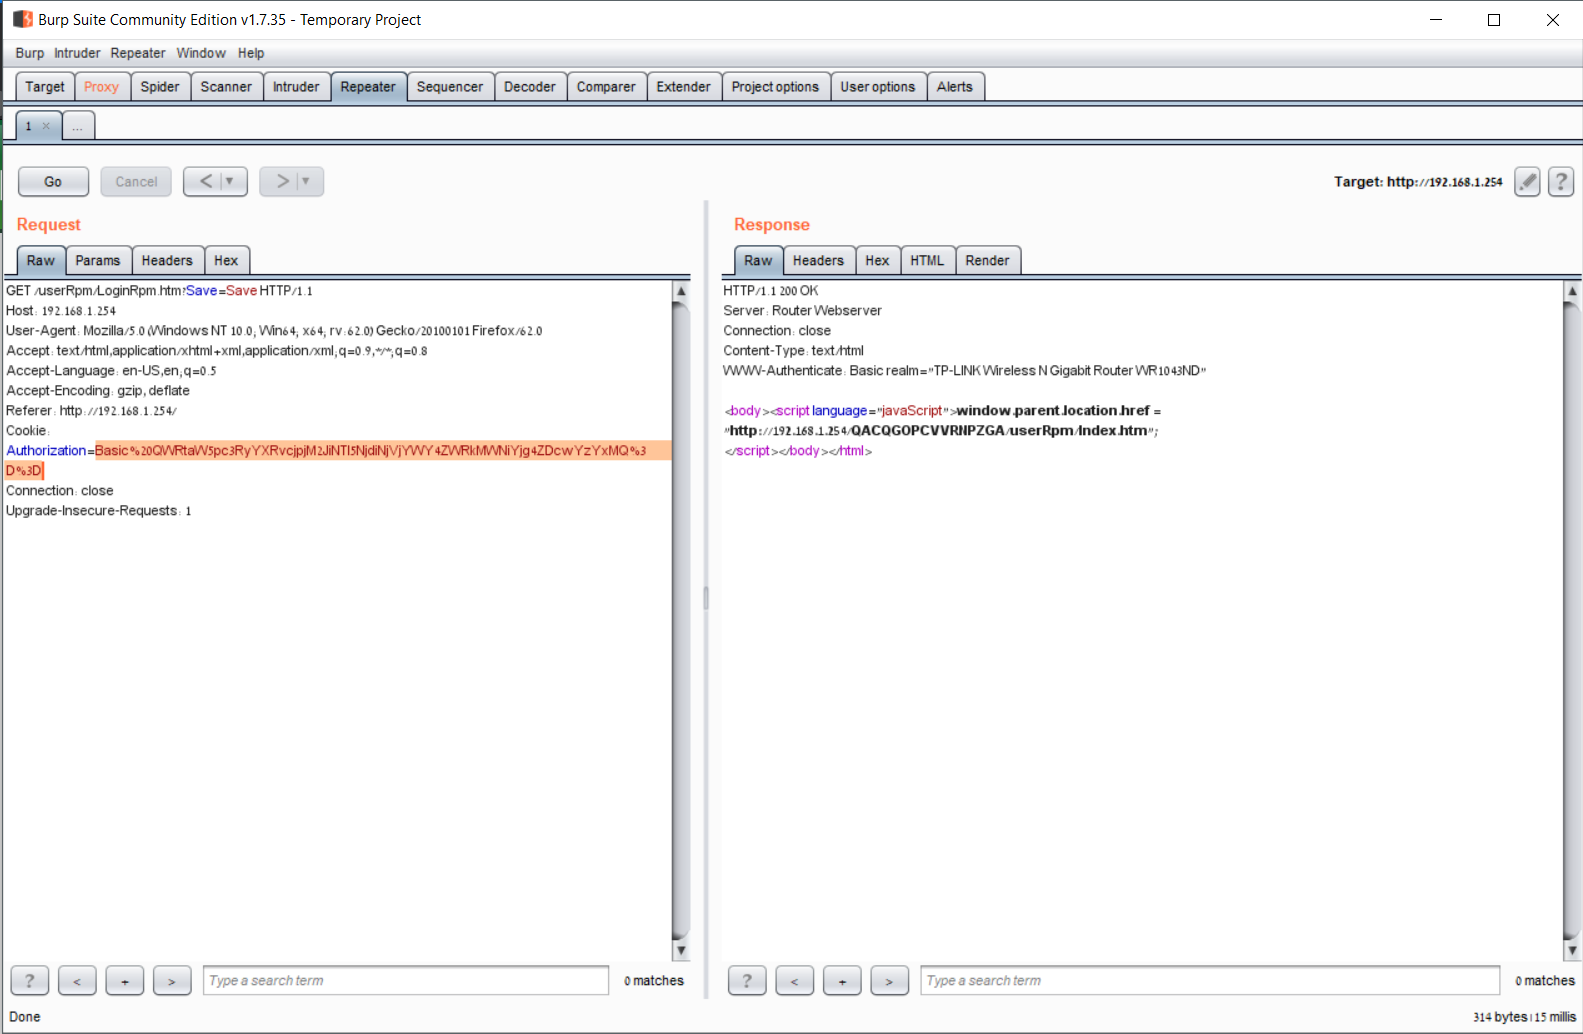 Burp Suite Community Edition v1.7.35 - Temporary Project
Burp Intruder Repeater Window Help
Target Proxy Spider Scanner Intruder Repeater Sequencer Decoder Comparer Extender Project options User options Alerts
1 × ...
Go Cancel < >
Target: http://192.168.1.254 ?
Request
Raw Params Headers Hex
GET /userRpm/LoginRpm.htm?Save=Save HTTP/1.1
Host: 192.168.1.254
User-Agent: Mozilla/5.0 (Windows NT 10.0; Win64; x64; rv:62.0) Gecko/20100101 Firefox/62.0
Accept: text/html,application/xhtml+xml,application/xml;q=0.9,*/*;q=0.8
Accept-Language: en-US,en;q=0.5
Accept-Encoding: gzip, deflate
Referer: http://192.168.1.254/
Cookie:
Authorization=Basic%20QWRtaW5pc3RyYXRvcjpjM2JiNTI5NjdiNjVjYWY4ZWRkMWNiYjg4ZDcwYzYxMQ%3
D%3D
Connection: close
Upgrade-Insecure-Requests: 1
? < + > Type a search term 0 matches
Response
Raw Headers Hex HTML Render
HTTP/1.1 200 OK
Server: Router Webserver
Connection: close
Content-Type: text/html
WWW-Authenticate: Basic realm="TP-LINK Wireless N Gigabit Router WR1043ND"
<body><script language="javaScript">window.parent.location.href =
"http://192.168.1.254/QACQGOPCVVRNPZGA/userRpm/Index.htm";
</script></body></html>
? < + > Type a search term 0 matches
Done
314 bytes | 15 millis